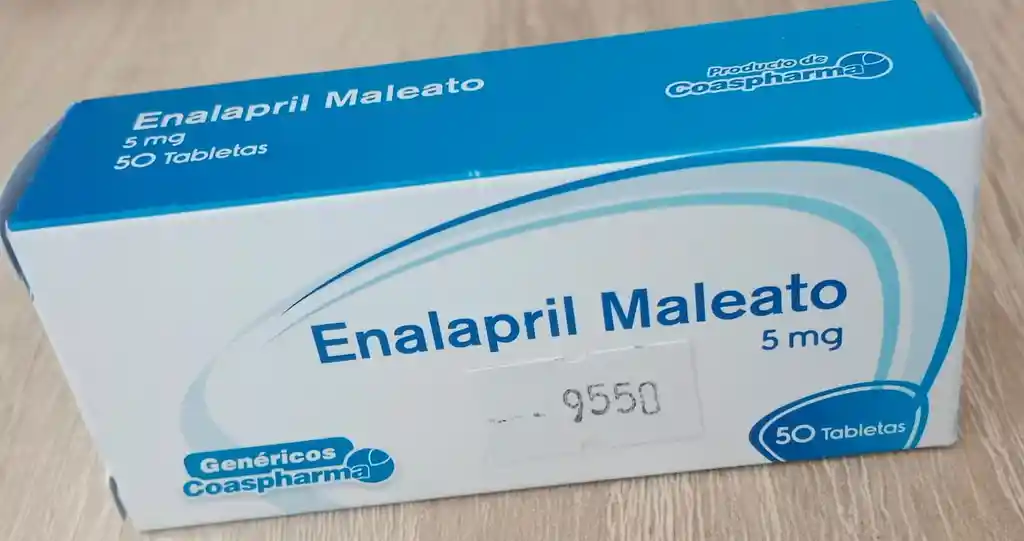 Enalapril Maleato
5 mg
50 Tabletas
Producto de
Coaspharma
Enalapril Maleato
5 mg
9550
50 Tabletas
Genéricos
Coaspharma